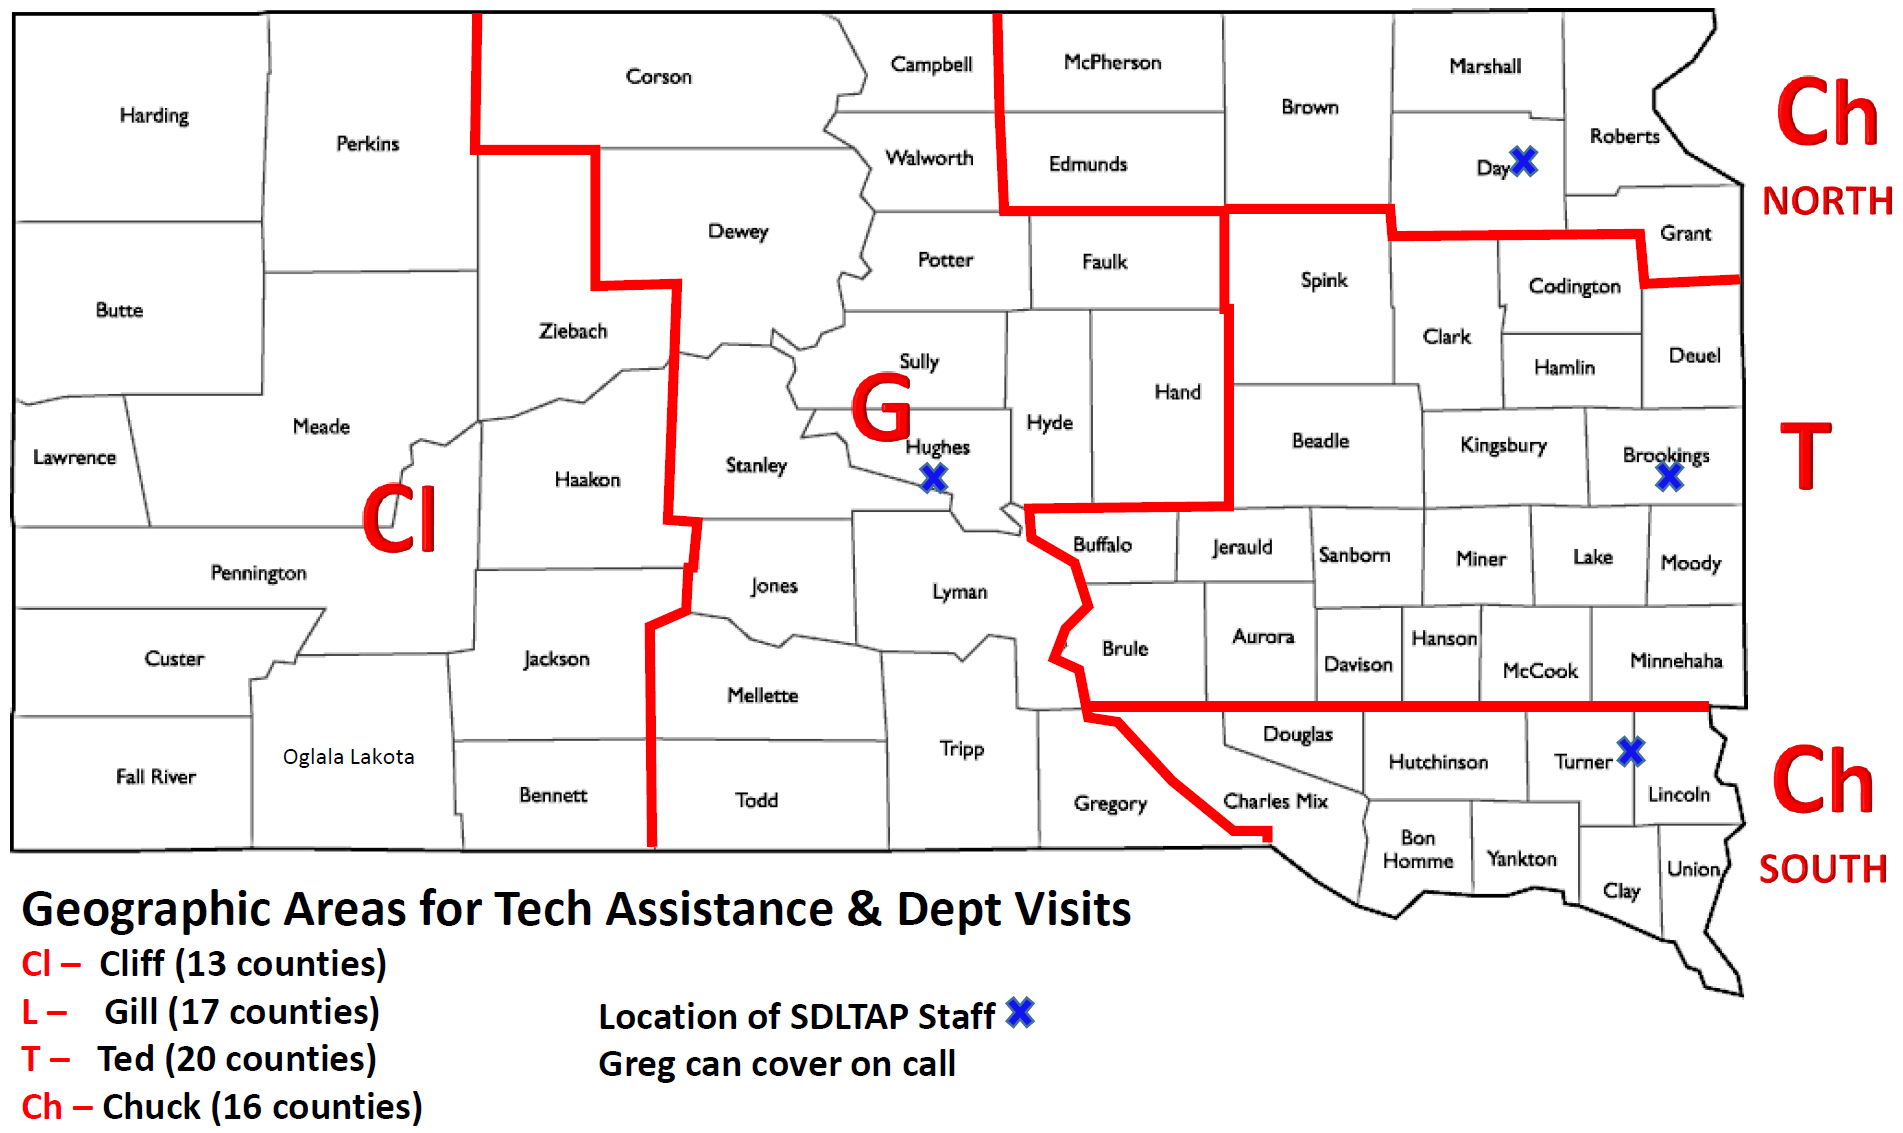 Harding
Perkins
Corson
Campbell
McPherson
Brown
Marshall
Roberts
Ch
NORTH
Walworth
Edmunds
Day
Dewey
Potter
Faulk
Grant
Butte
Ziebach
Spink
Codington
Clark
Sully
Hamlin
Deuel
G
Hand
Meade
Lawrence
Hughes
Hyde
Beadle
Kingsbury
Brookings
T
Stanley
Haakon
Cl
Pennington
Jones
Lyman
Buffalo
Jerauld
Sanborn
Miner
Lake
Moody
Custer
Jackson
Brule
Aurora
Davison
Hanson
McCook
Minnehaha
Mellette
Fall River
Oglala Lakota
Bennett
Todd
Tripp
Gregory
Charles Mix
Douglas
Hutchinson
Turner
Lincoln
Ch
SOUTH
Bon
Homme
Yankton
Clay
Union
Geographic Areas for Tech Assistance & Dept Visits
Cl – Cliff (13 counties)
L – Gill (17 counties)
T – Ted (20 counties)
Ch – Chuck (16 counties)
Location of SDLTAP Staff
Greg can cover on call